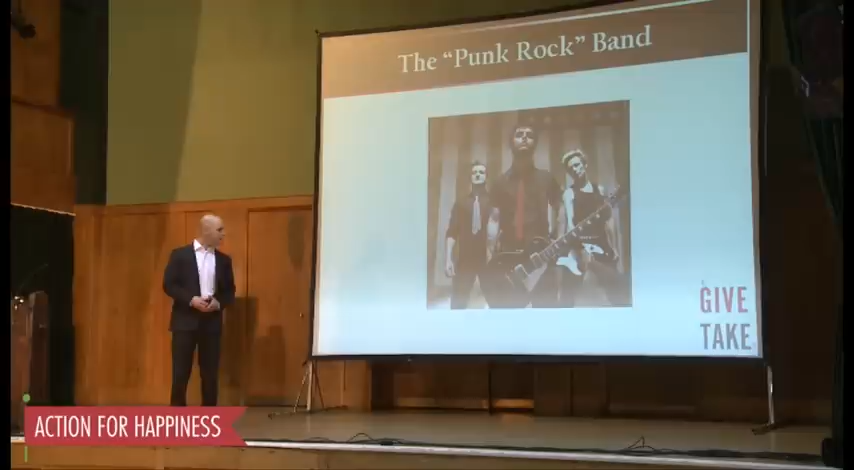 The "Punk Rock" Band
GIVE
TAKE
ACTION FOR HAPPINESS